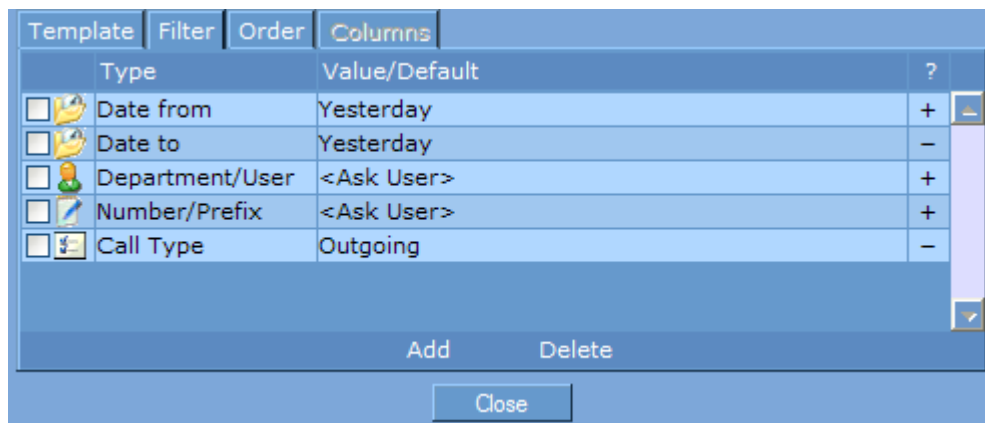 Template Filter Order Columns
Type Value/Default ?
Date from Yesterday +
Date to Yesterday –
Department/User <Ask User> +
Number/Prefix <Ask User> +
Call Type Outgoing –
Add Delete
Close